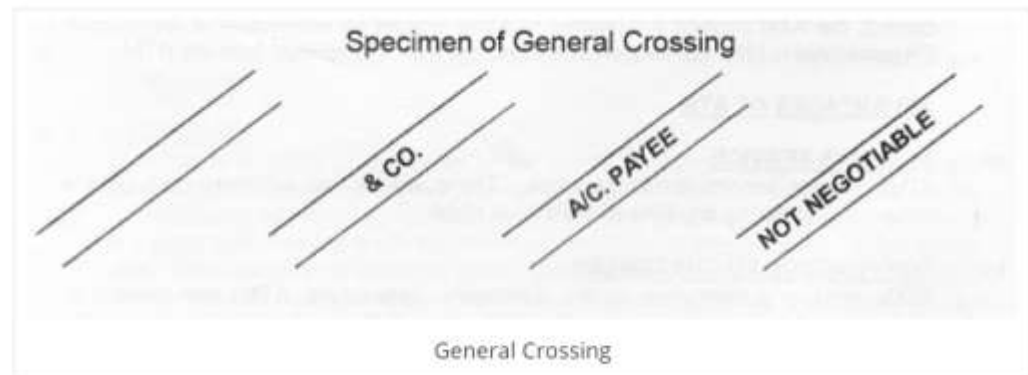 Specimen of General Crossing
& CO.
A/C. PAYEE
NOT NEGOTIABLE
General Crossing